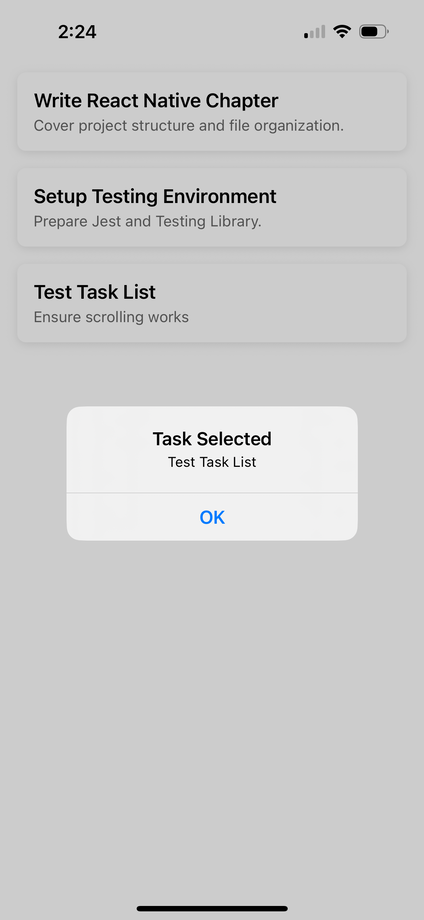 2:24
Write React Native Chapter
Cover project structure and file organization.
Setup Testing Environment
Prepare Jest and Testing Library.
Test Task List
Ensure scrolling works
Task Selected
Test Task List
OK